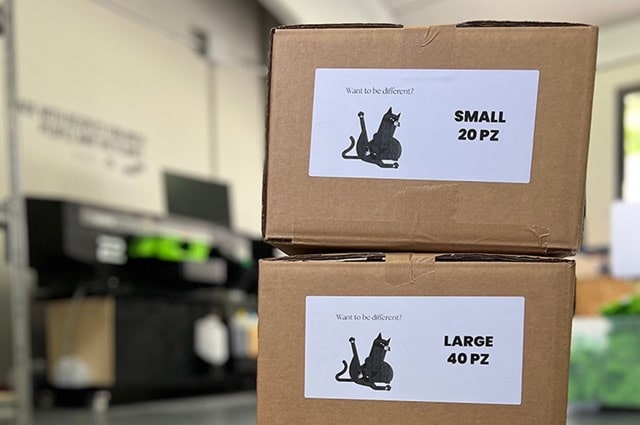 Want to be different?
SMALL
20 PZ
Want to be different?
LARGE
40 PZ